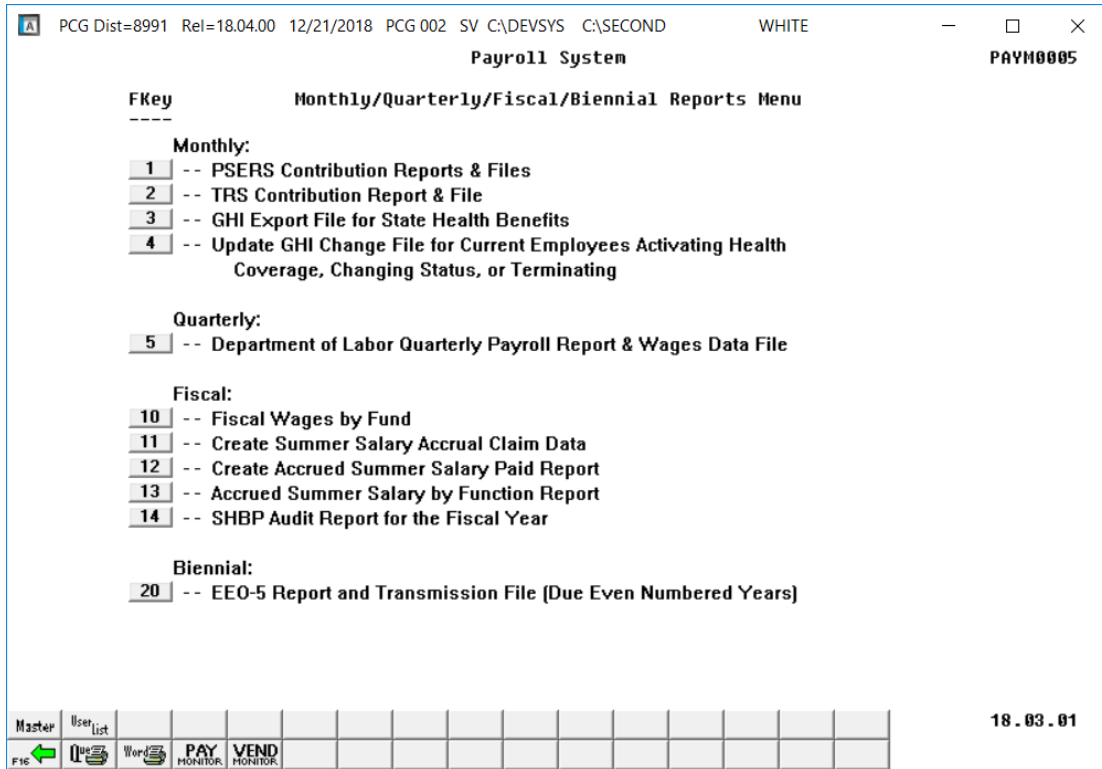 A PCG Dist=8991 Rel=18.04.00 12/21/2018 PCG 002 SV C:\DEVSYS C:\SECOND WHITE
Payroll System PAYM0005
FKey Monthly/Quarterly/Fiscal/Biennial Reports Menu
----
Monthly:
1 -- PSERS Contribution Reports & Files
2 -- TRS Contribution Report & File
3 -- GHI Export File for State Health Benefits
4 -- Update GHI Change File for Current Employees Activating Health
Coverage, Changing Status, or Terminating
Quarterly:
5 -- Department of Labor Quarterly Payroll Report & Wages Data File
Fiscal:
10 -- Fiscal Wages by Fund
11 -- Create Summer Salary Accrual Claim Data
12 -- Create Accrued Summer Salary Paid Report
13 -- Accrued Summer Salary by Function Report
14 -- SHBP Audit Report for the Fiscal Year
Biennial:
20 -- EEO-5 Report and Transmission File (Due Even Numbered Years)
Master User List 18.03.01
F16 Que Word PAY MONITOR VEND MONITOR